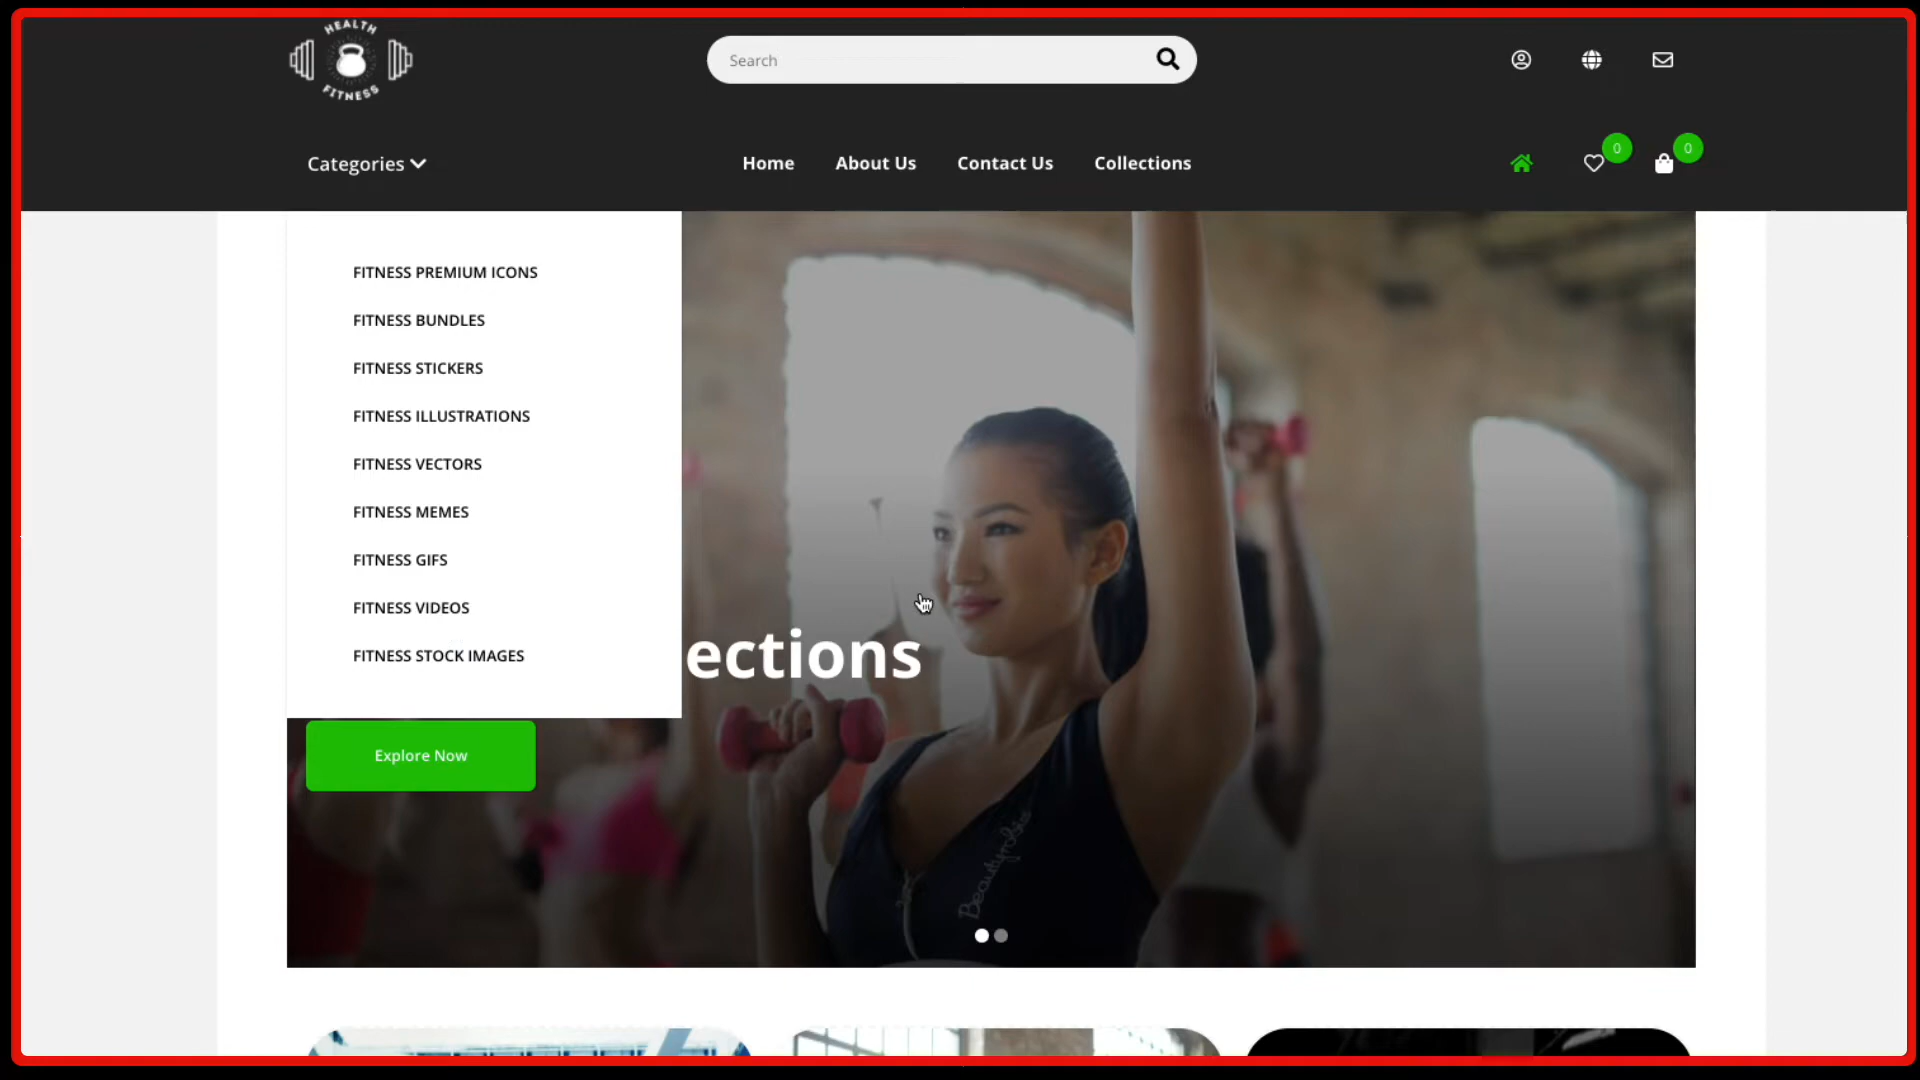 HEALTH
FITNESS
Search
Categories
Home
About Us
Contact Us
Collections
0
0
FITNESS PREMIUM ICONS
FITNESS BUNDLES
FITNESS STICKERS
FITNESS ILLUSTRATIONS
FITNESS VECTORS
FITNESS MEMES
FITNESS GIFS
FITNESS VIDEOS
FITNESS STOCK IMAGES
ections
Explore Now